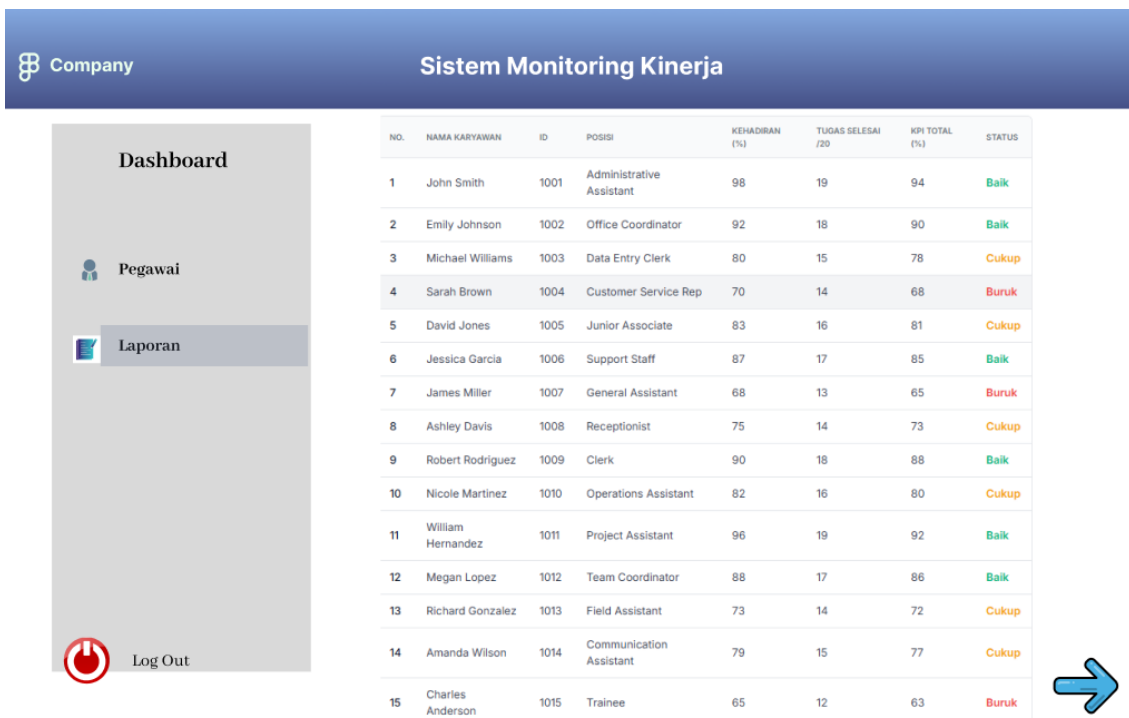 Company
Sistem Monitoring Kinerja
Dashboard
Pegawai
Laporan
Log Out
NO. NAMA KARYAWAN ID POSISI KEHADIRAN (%) TUGAS SELESAI /20 KPI TOTAL (%) STATUS
1 John Smith 1001 Administrative Assistant 98 19 94 Baik
2 Emily Johnson 1002 Office Coordinator 92 18 90 Baik
3 Michael Williams 1003 Data Entry Clerk 80 15 78 Cukup
4 Sarah Brown 1004 Customer Service Rep 70 14 68 Buruk
5 David Jones 1005 Junior Associate 83 16 81 Cukup
6 Jessica Garcia 1006 Support Staff 87 17 85 Baik
7 James Miller 1007 General Assistant 68 13 65 Buruk
8 Ashley Davis 1008 Receptionist 75 14 73 Cukup
9 Robert Rodriguez 1009 Clerk 90 18 88 Baik
10 Nicole Martinez 1010 Operations Assistant 82 16 80 Cukup
11 William Hernandez 1011 Project Assistant 96 19 92 Baik
12 Megan Lopez 1012 Team Coordinator 88 17 86 Baik
13 Richard Gonzalez 1013 Field Assistant 73 14 72 Cukup
14 Amanda Wilson 1014 Communication Assistant 79 15 77 Cukup
15 Charles Anderson 1015 Trainee 65 12 63 Buruk